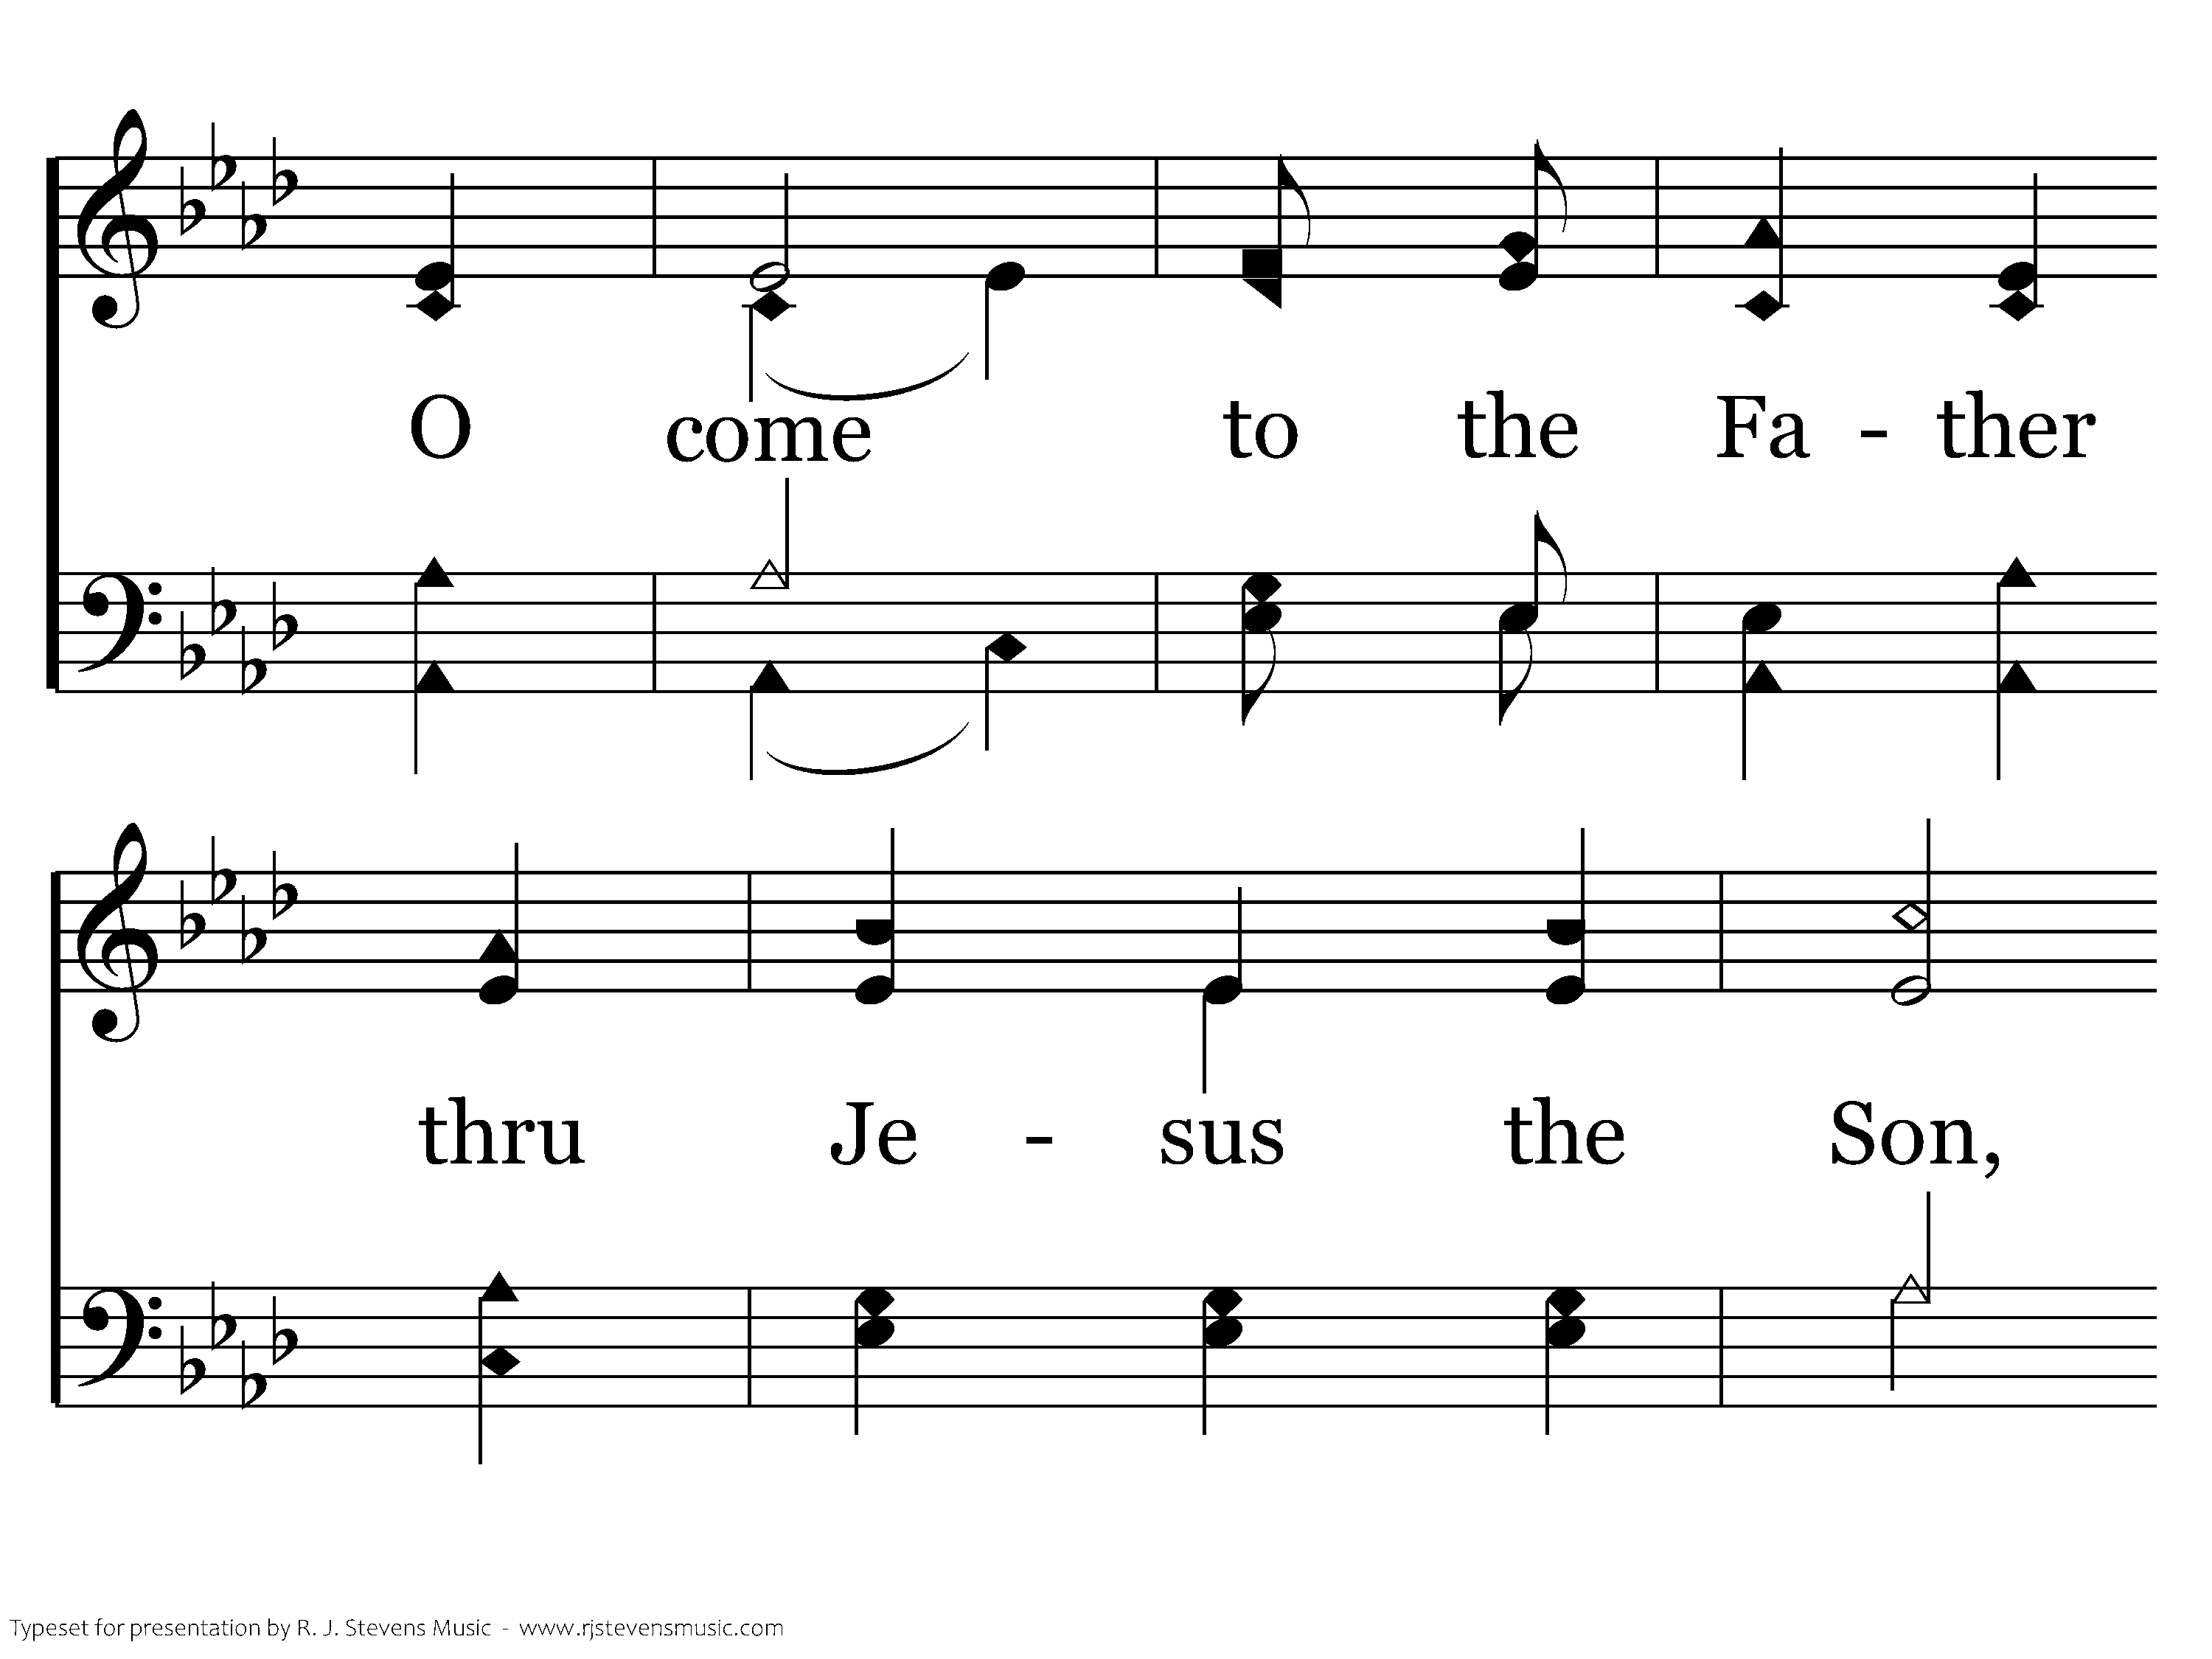 O come to the Fa - ther
thru Je - sus the Son,
Typeset for presentation by R. J. Stevens Music - www.rjstevensmusic.com